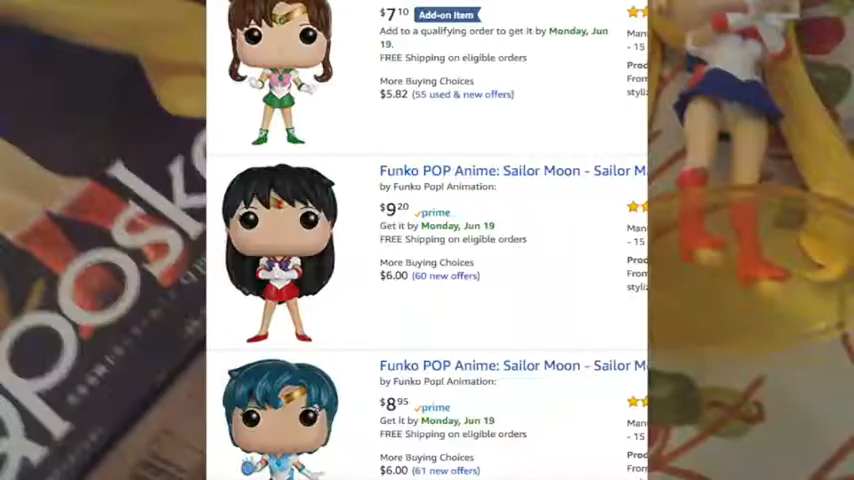 $7.10 Add-on Item
Add to a qualifying order to get it by Monday, Jun
19.
FREE Shipping on eligible orders
More Buying Choices
$5.82 (55 used & new offers)
- 15
Funko POP Anime: Sailor Moon - Sailor M
by Funko Pop! Animation:
$9.20 prime
Get it by Monday, Jun 19
FREE Shipping on eligible orders
More Buying Choices
$6.00 (60 new offers)
- 15
Funko POP Anime: Sailor Moon - Sailor M
by Funko Pop! Animation:
$8.95 prime
Get it by Monday, Jun 19
FREE Shipping on eligible orders
More Buying Choices
$6.00 (61 new offers)
- 15